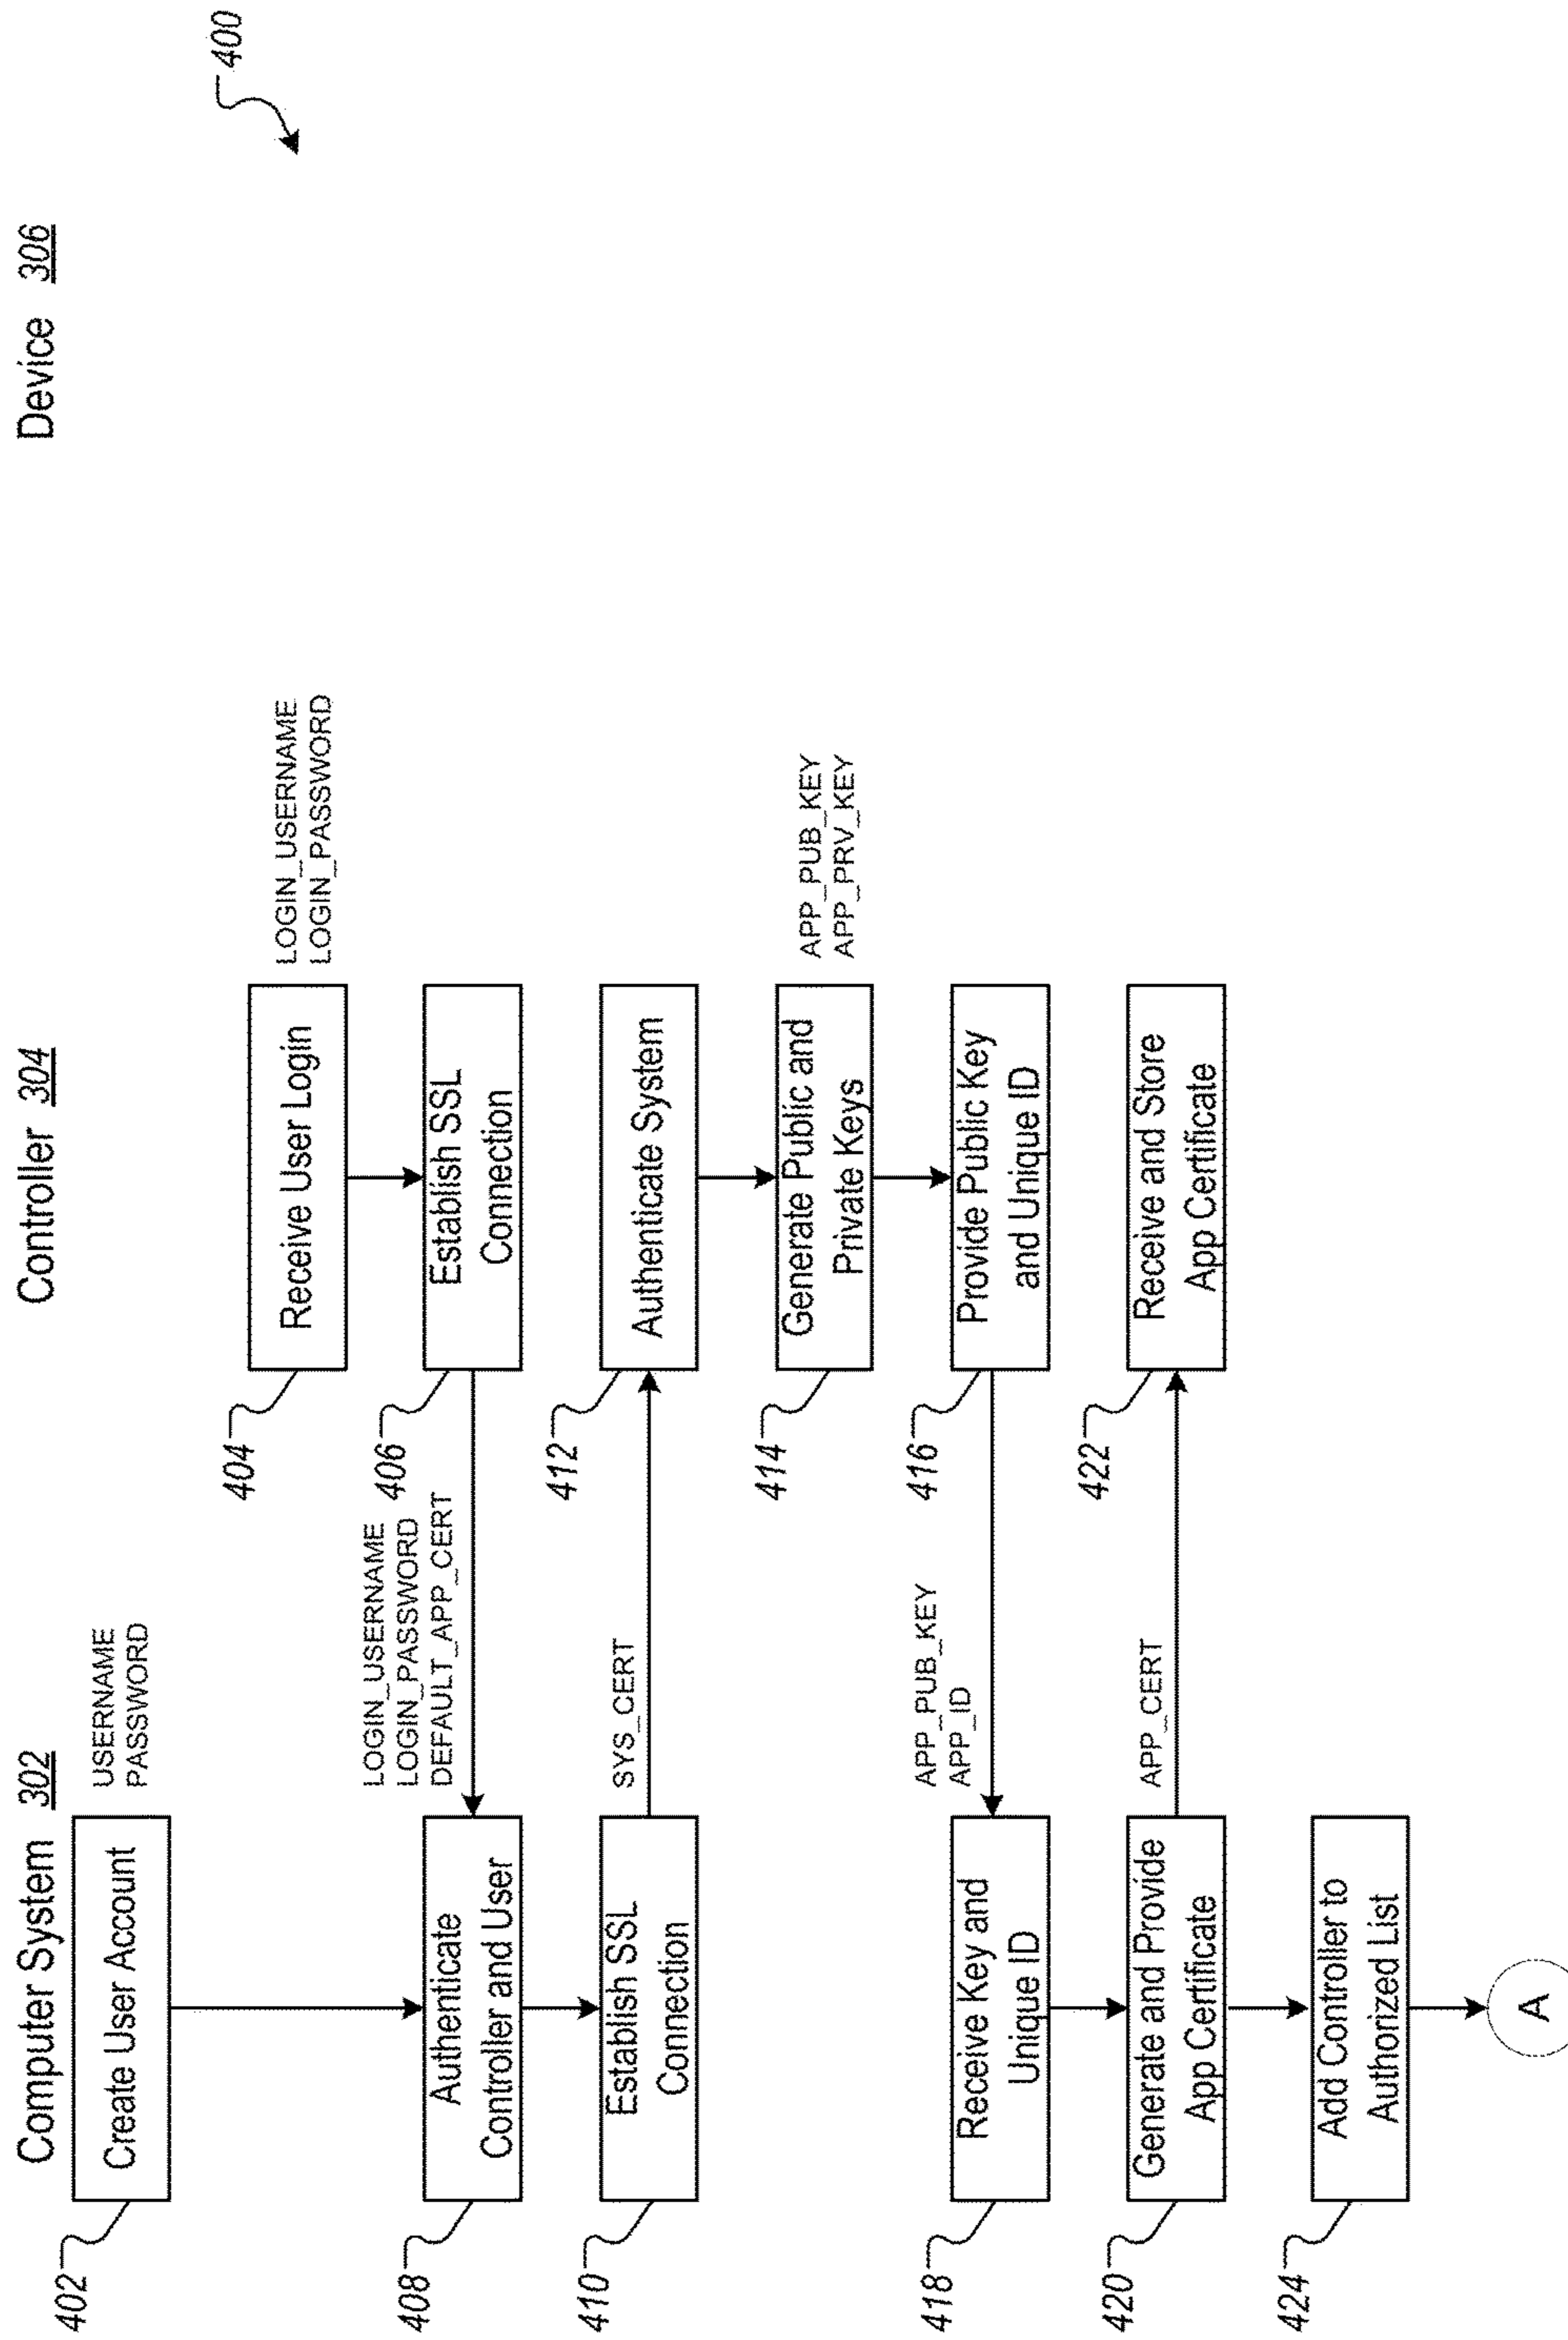 Computer System 302
Controller 304
Device 306
400
402
Create User Account
USERNAME
PASSWORD
404
Receive User Login
LOGIN_USERNAME
LOGIN_PASSWORD
406
Establish SSL
Connection
LOGIN_USERNAME
LOGIN_PASSWORD
DEFAULT_APP_CERT
408
Authenticate
Controller and User
410
Establish SSL
Connection
SYS_CERT
412
Authenticate System
414
Generate Public and
Private Keys
APP_PUB_KEY
APP_PRV_KEY
416
Provide Public Key
and Unique ID
APP_PUB_KEY
APP_ID
418
Receive Key and
Unique ID
420
Generate and Provide
App Certificate
APP_CERT
422
Receive and Store
App Certificate
424
Add Controller to
Authorized List
A